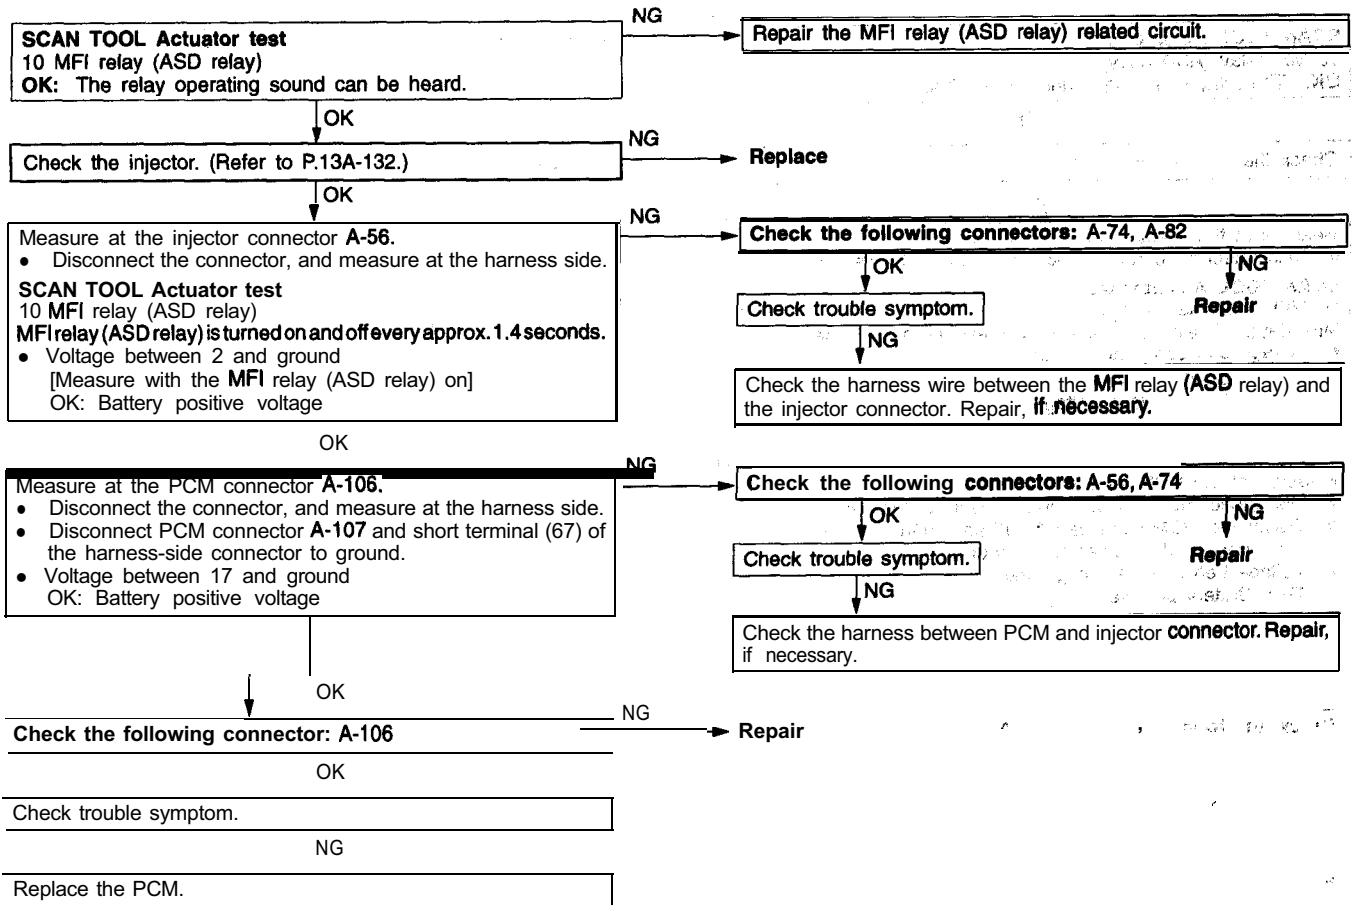 SCAN TOOL Actuator test
10 MFI relay (ASD relay)
OK: The relay operating sound can be heard.
NG
Repair the MFI relay (ASD relay) related circuit.
OK
Check the injector. (Refer to P.13A-132.)
NG
Replace
OK
Measure at the injector connector A-56.
● Disconnect the connector, and measure at the harness side.
SCAN TOOL Actuator test
10 MFI relay (ASD relay)
MFI relay (ASD relay) is turned on and off every approx. 1.4 seconds.
● Voltage between 2 and ground
[Measure with the MFI relay (ASD relay) on]
OK: Battery positive voltage
NG
Check the following connectors: A-74, A-82
OK
NG
Check trouble symptom.
Repair
NG
Check the harness wire between the MFI relay (ASD relay) and
the injector connector. Repair, if necessary.
OK
Measure at the PCM connector A-106.
● Disconnect the connector, and measure at the harness side.
● Disconnect PCM connector A-107 and short terminal (67) of
the harness-side connector to ground.
● Voltage between 17 and ground
OK: Battery positive voltage
NG
Check the following connectors: A-56, A-74
OK
NG
Check trouble symptom.
Repair
NG
Check the harness between PCM and injector connector. Repair,
if necessary.
OK
Check the following connector: A-106
NG
Repair
OK
Check trouble symptom.
NG
Replace the PCM.